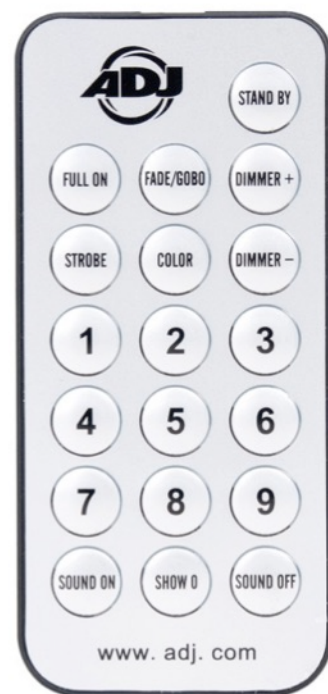 ADJ
STAND BY
FULL ON FADE/GOBO DIMMER +
STROBE COLOR DIMMER -
1 2 3
4 5 6
7 8 9
SOUND ON SHOW 0 SOUND OFF
www. adj. com